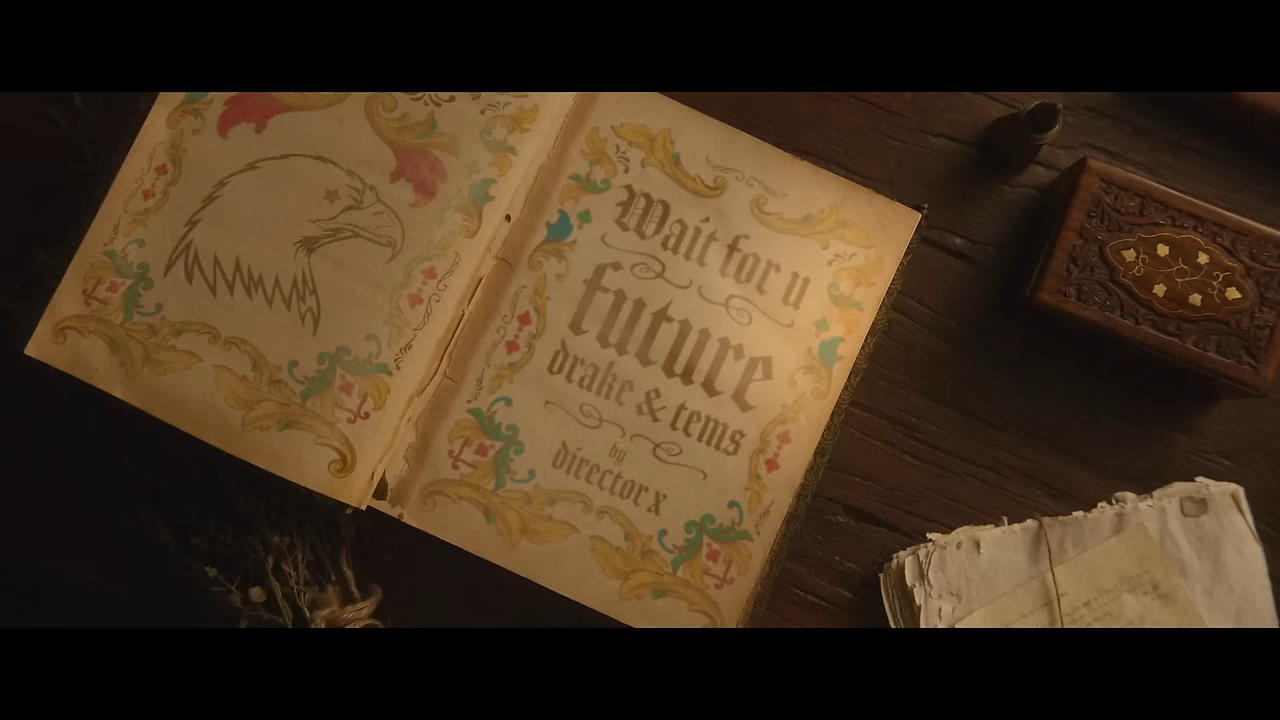 Wait for u
future
drake & tems
by
director x